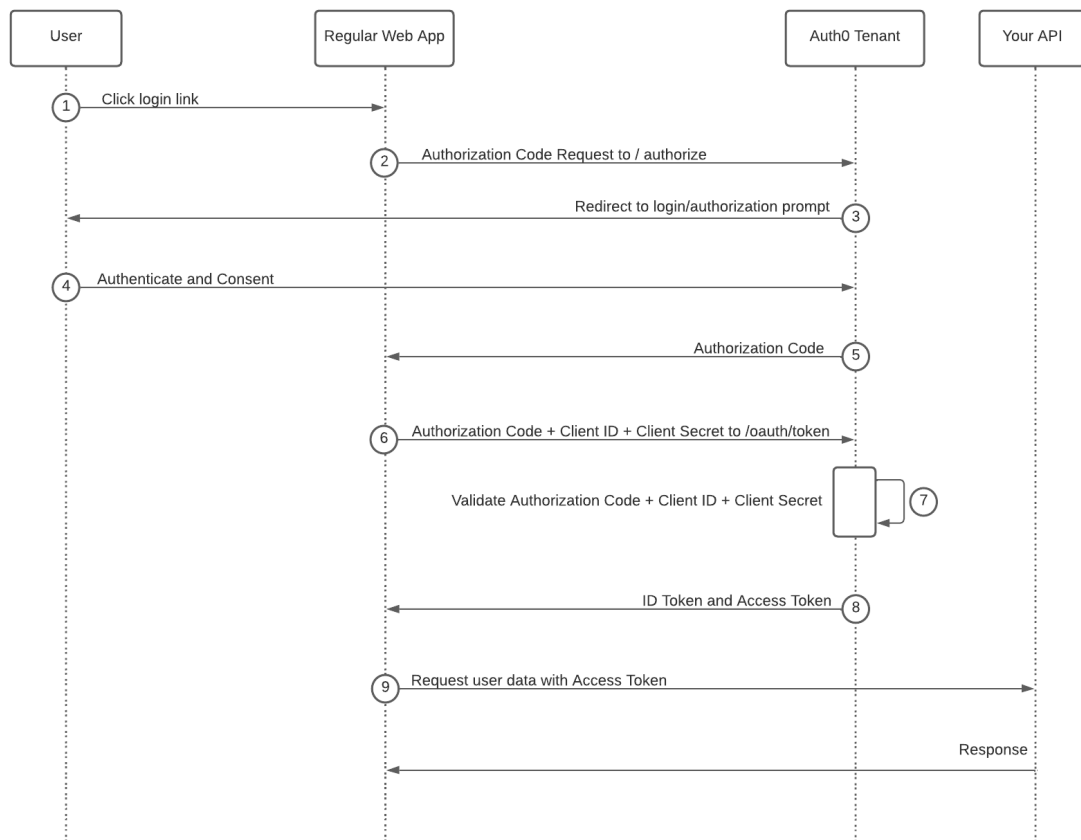 User
Regular Web App
Auth0 Tenant
Your API
1
Click login link
2
Authorization Code Request to / authorize
Redirect to login/authorization prompt
3
4
Authenticate and Consent
Authorization Code
5
6
Authorization Code + Client ID + Client Secret to /oauth/token
Validate Authorization Code + Client ID + Client Secret
7
ID Token and Access Token
8
9
Request user data with Access Token
Response